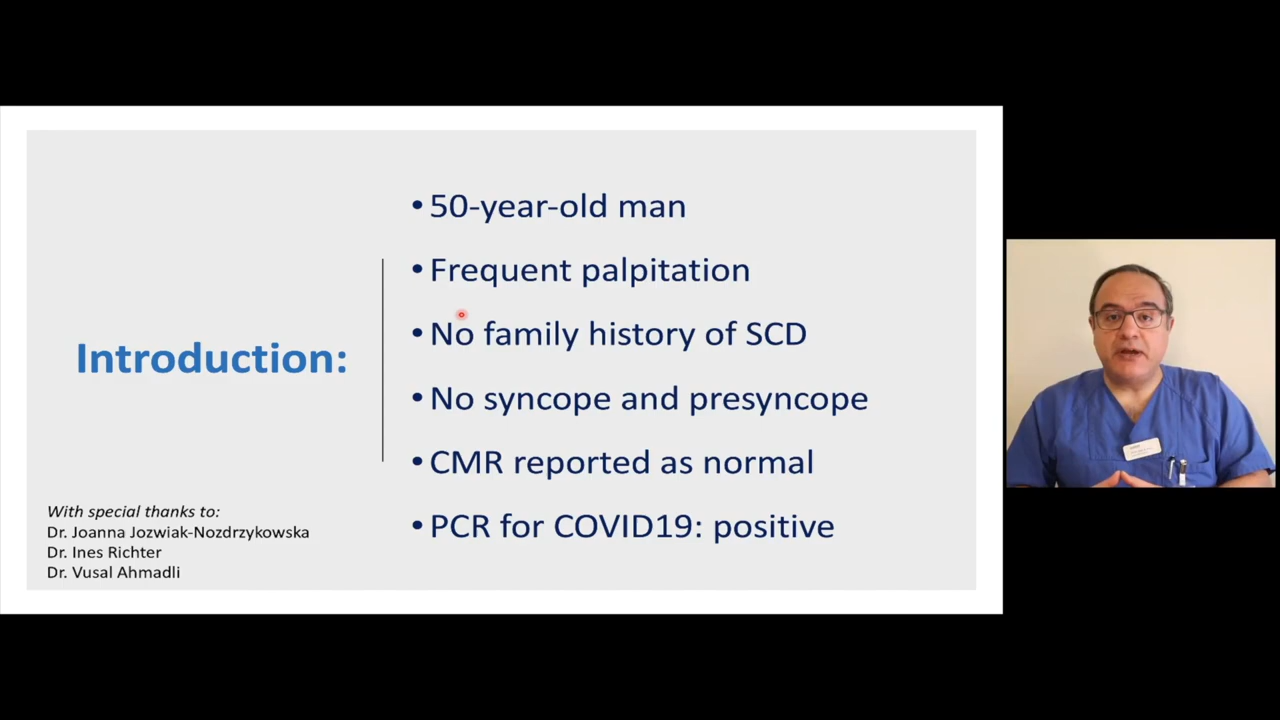 Introduction:
• 50-year-old man
• Frequent palpitation
• No family history of SCD
• No syncope and presyncope
• CMR reported as normal
• PCR for COVID19: positive
With special thanks to:
Dr. Joanna Jozwiak-Nozdrzykowska
Dr. Ines Richter
Dr. Vusal Ahmadli